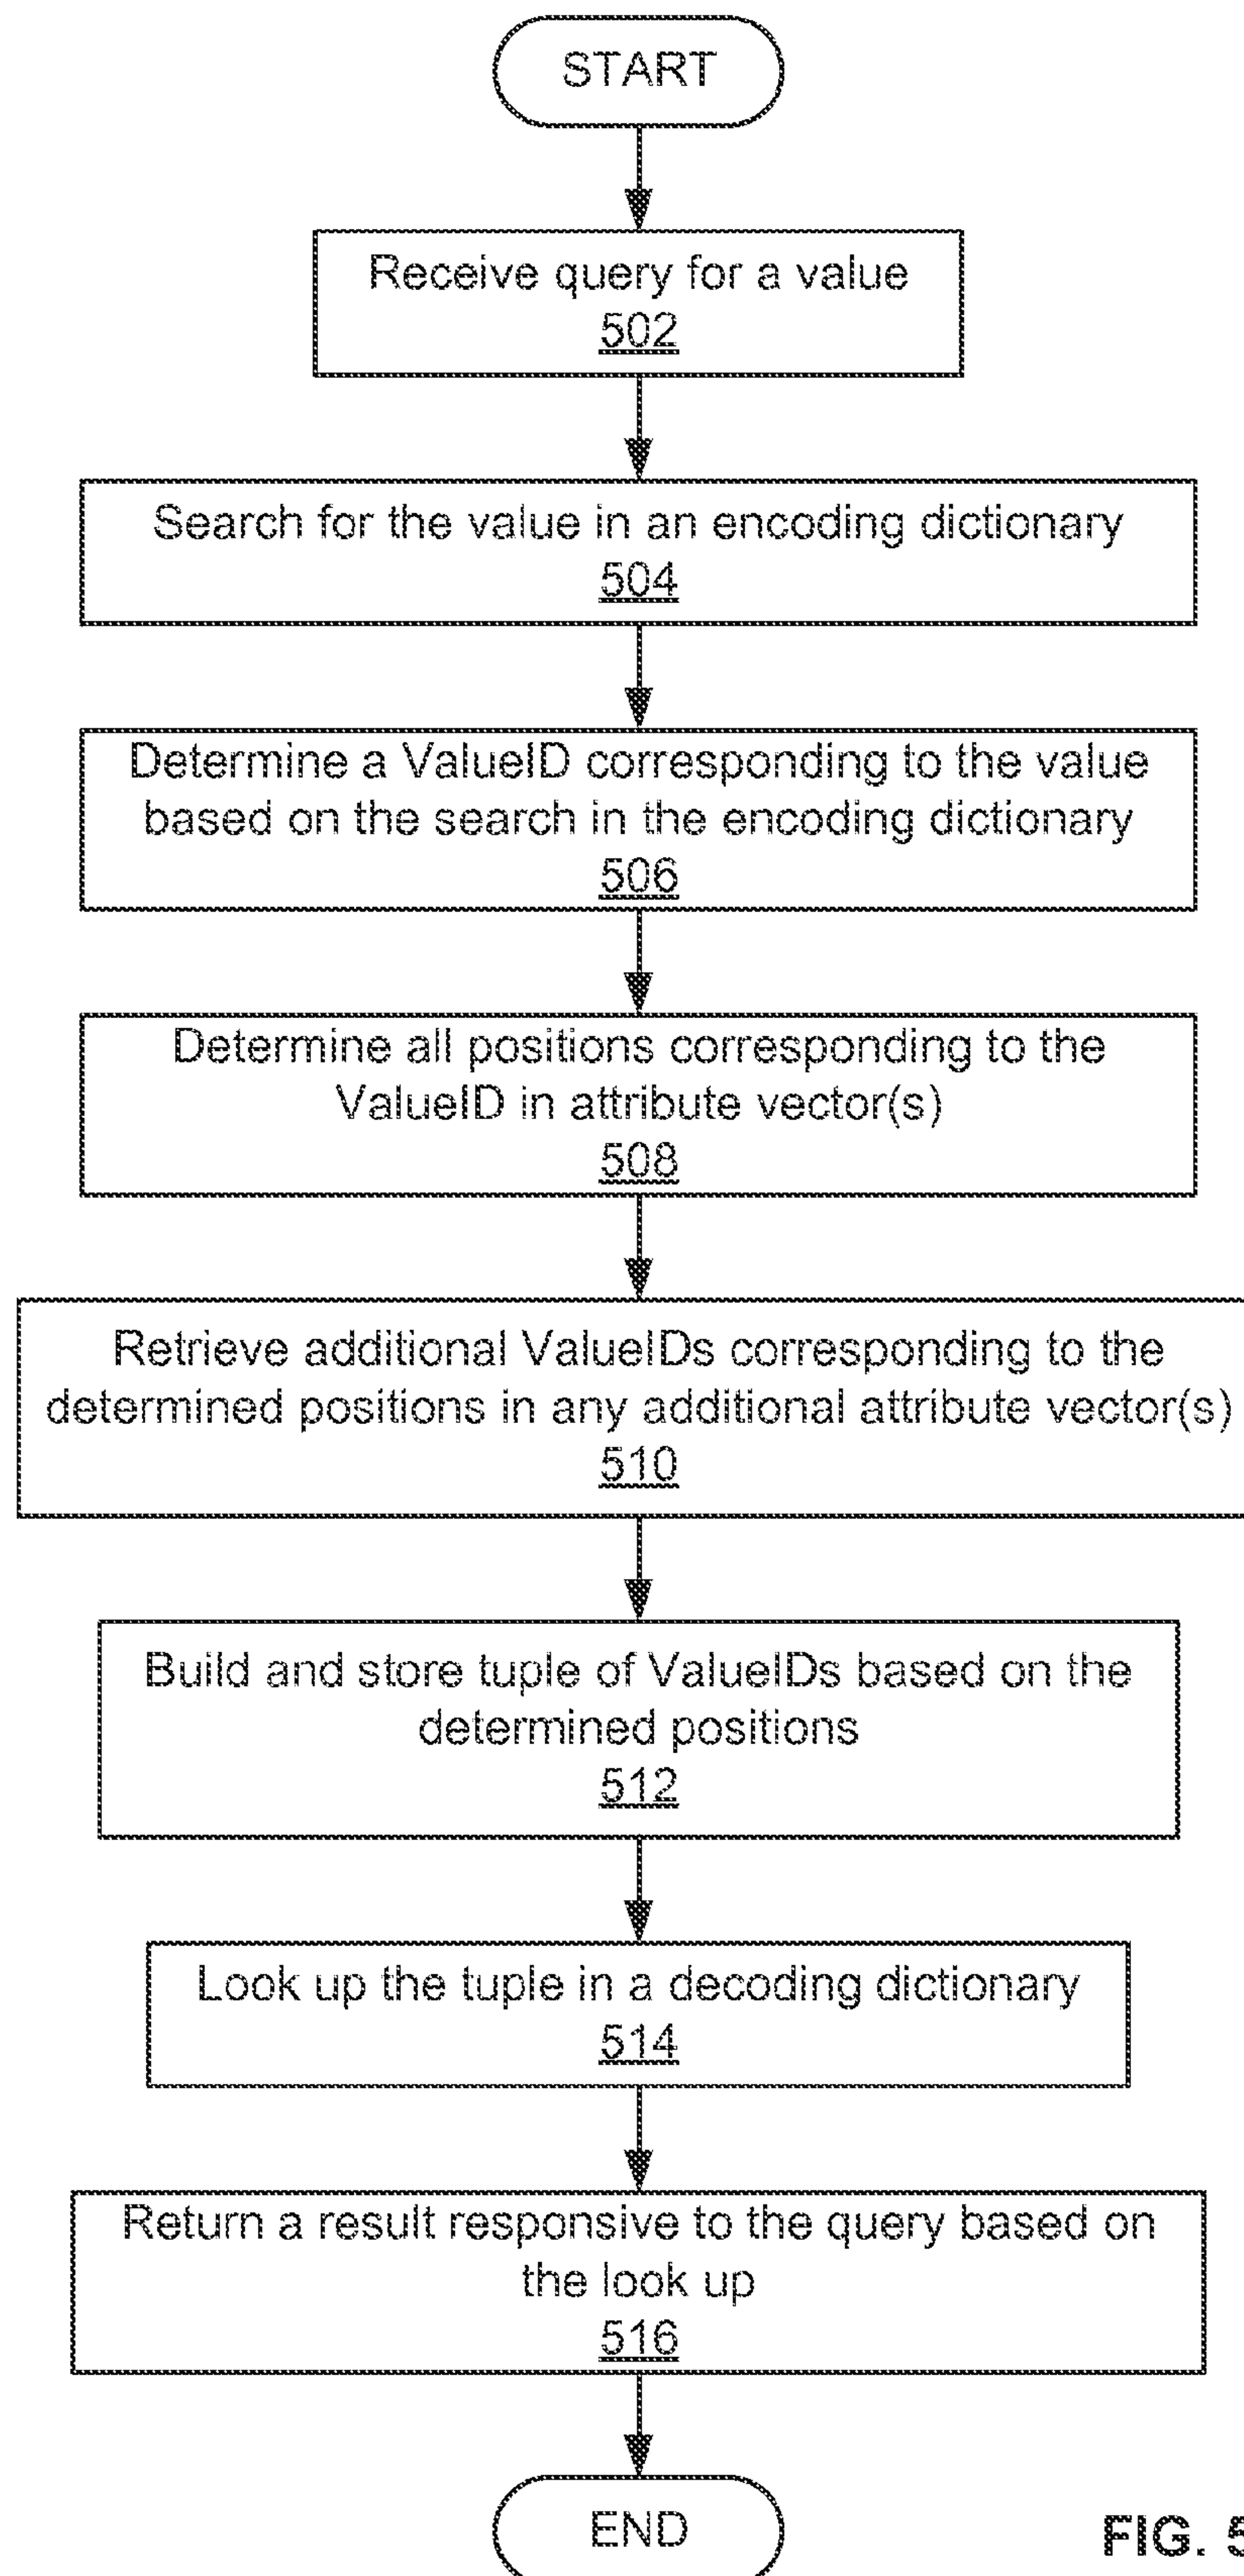 START
Receive query for a value
502
Search for the value in an encoding dictionary
504
Determine a ValueID corresponding to the value
based on the search in the encoding dictionary
506
Determine all positions corresponding to the
ValueID in attribute vector(s)
508
Retrieve additional ValueIDs corresponding to the
determined positions in any additional attribute vector(s)
510
Build and store tuple of ValueIDs based on the
determined positions
512
Look up the tuple in a decoding dictionary
514
Return a result responsive to the query based on
the look up
516
END
FIG. 5